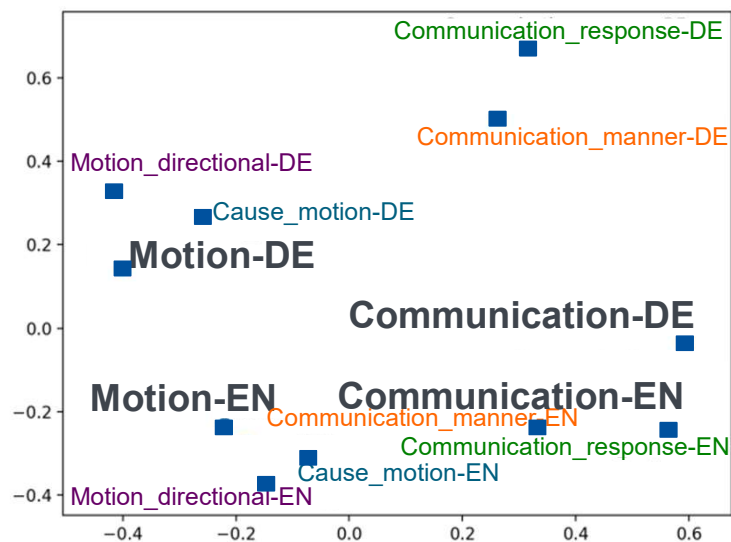 Communication_response-DE
0.6
Communication_manner-DE
0.4
Motion_directional-DE
Cause_motion-DE
0.2
Motion-DE
Communication-DE
0.0
Motion-EN
Communication-EN
−0.2
Communication_manner-EN
Communication_response-EN
Cause_motion-EN
−0.4
Motion_directional-EN
−0.4 −0.2 0.0 0.2 0.4 0.6